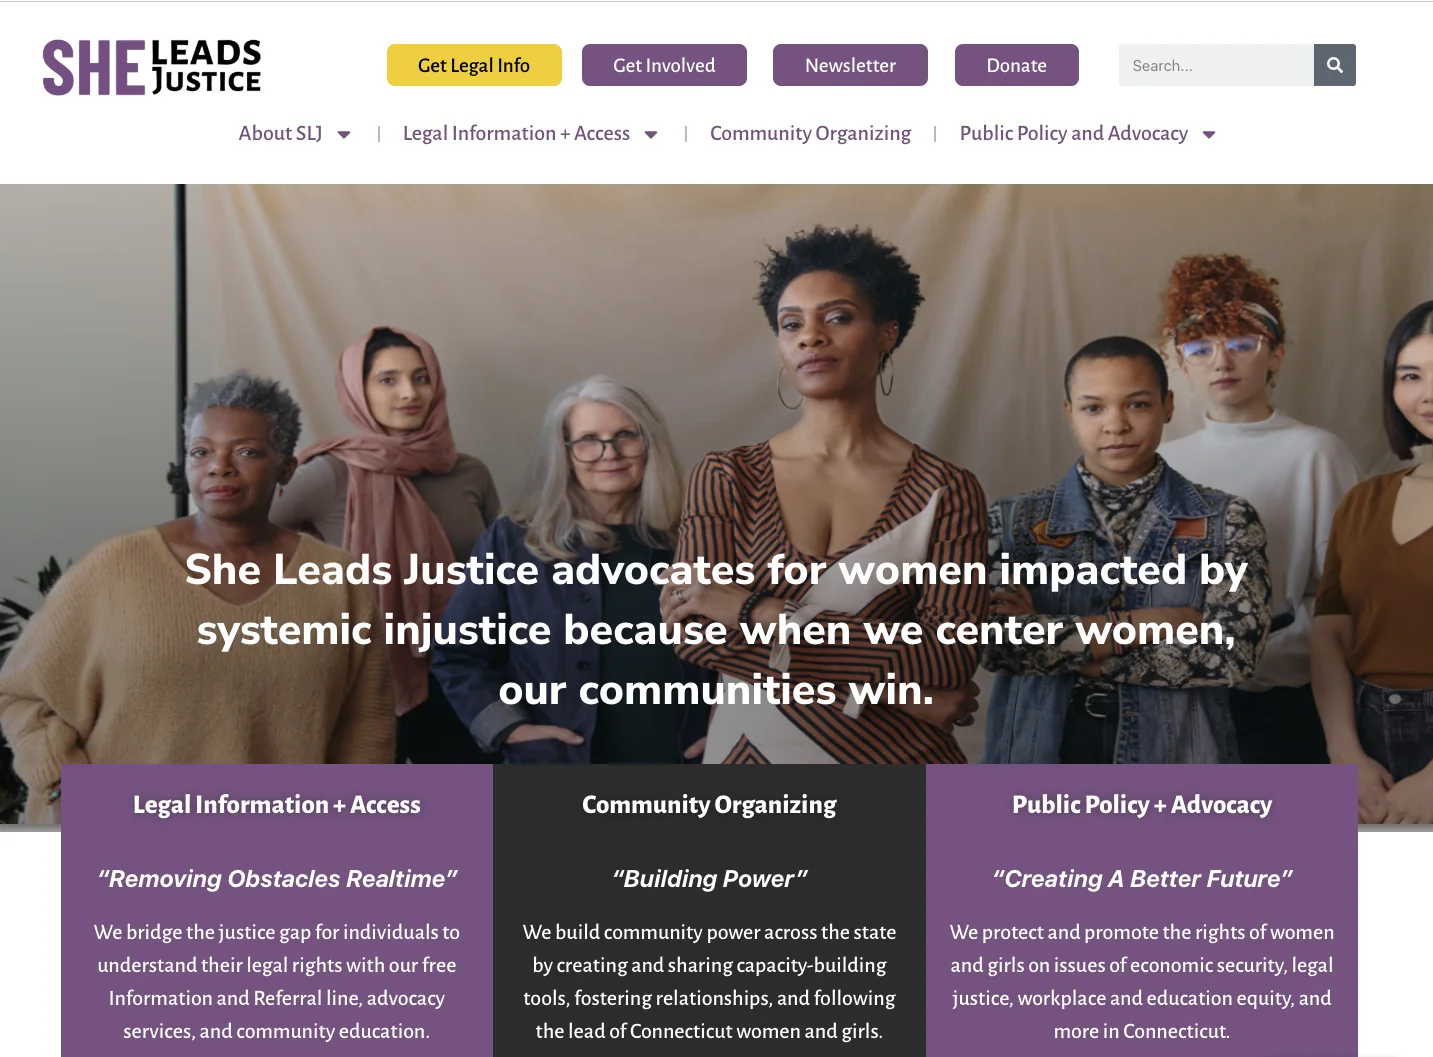 SHE LEADS
JUSTICE
Get Legal Info
Get Involved
Newsletter
Donate
Search...
About SLJ
Legal Information + Access
Community Organizing
Public Policy and Advocacy
She Leads Justice advocates for women impacted by
systemic injustice because when we center women,
our communities win.
Legal Information + Access
“Removing Obstacles Realtime”
We bridge the justice gap for individuals to
understand their legal rights with our free
Information and Referral line, advocacy
services, and community education.
Community Organizing
“Building Power”
We build community power across the state
by creating and sharing capacity-building
tools, fostering relationships, and following
the lead of Connecticut women and girls.
Public Policy + Advocacy
“Creating A Better Future”
We protect and promote the rights of women
and girls on issues of economic security, legal
justice, workplace and education equity, and
more in Connecticut.